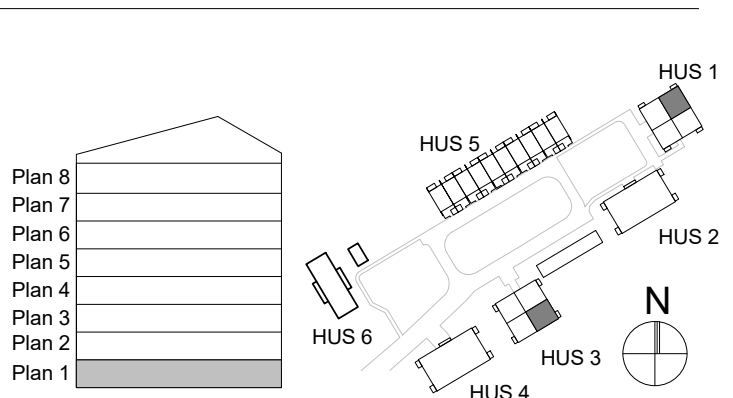 Plan 8
Plan 7
Plan 6
Plan 5
Plan 4
Plan 3
Plan 2
Plan 1
HUS 1
HUS 5
HUS 2
HUS 6
HUS 3
HUS 4
N